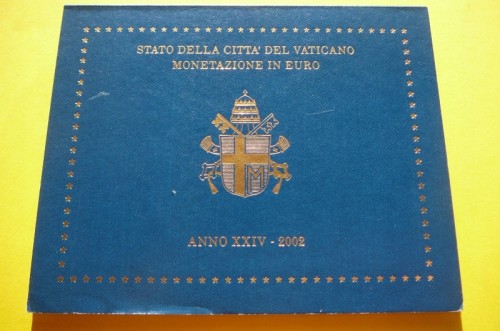 STATO DELLA CITTA' DEL VATICANO
MONETAZIONE IN EURO
M
ANNO XXIV - 2002